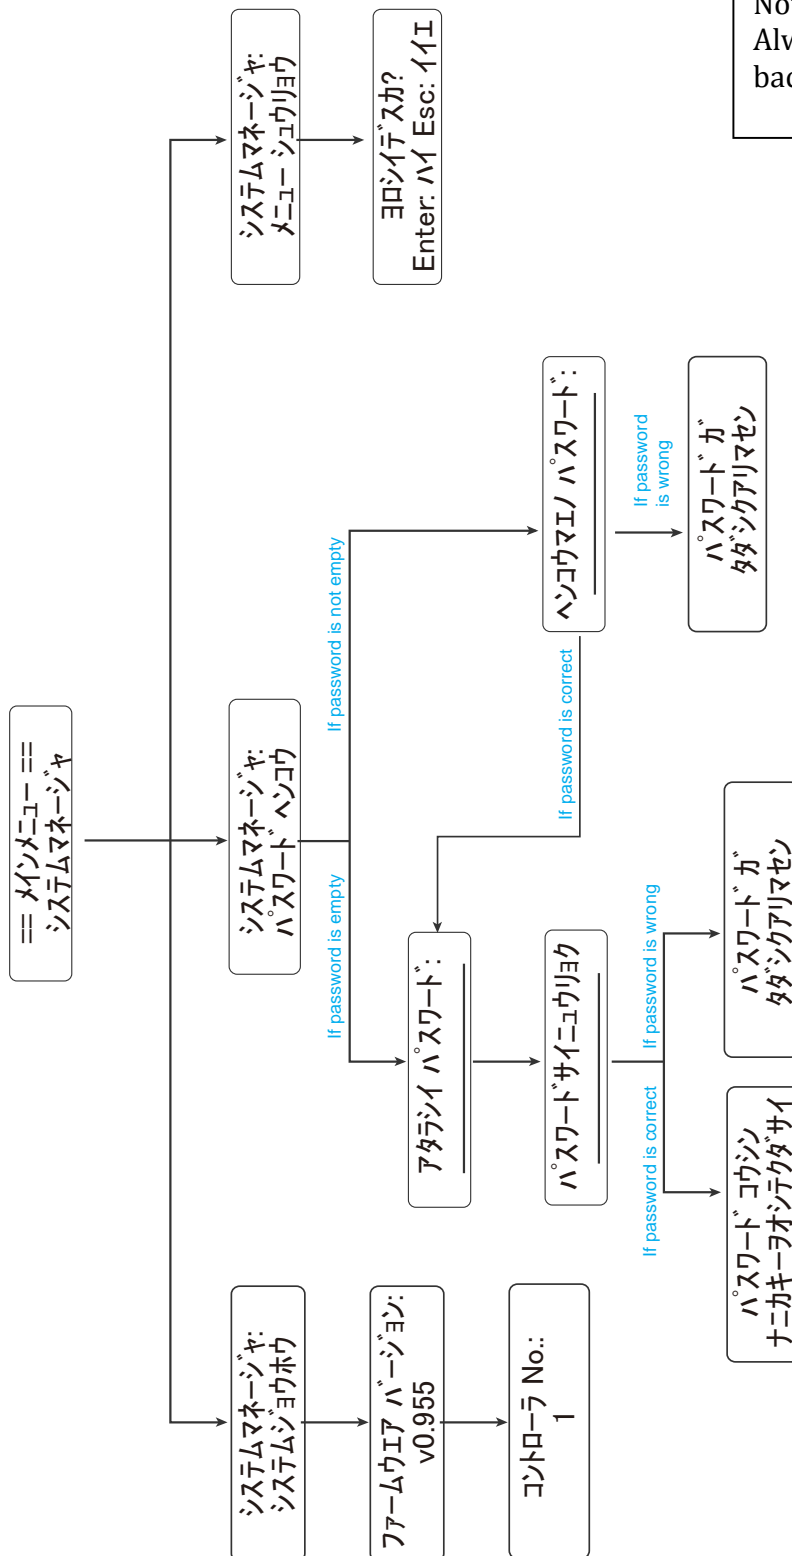 == メインメニュー ==
システムマネージャ
システムマネージャ:
システムジョウホウ
ファームウエア バージョン:
v0.955
コントローラ No.:
1
システムマネージャ:
パスワード ヘンコウ
If password is empty
If password is not empty
アタラシイ パスワード:
パスワードサイニュウリョク
If password is correct
パスワード コウシン
ナニカキーヲオシテクダサイ
If password is wrong
パスワード ガ
タダシクアリマセン
ヘンコウマエノ パスワード:
If password is correct
If password
is wrong
パスワード ガ
タダシクアリマセン
システムマネージャ:
メニュー シュウリョウ
ヨロシイデスカ?
Enter: ハイ Esc: イイエ